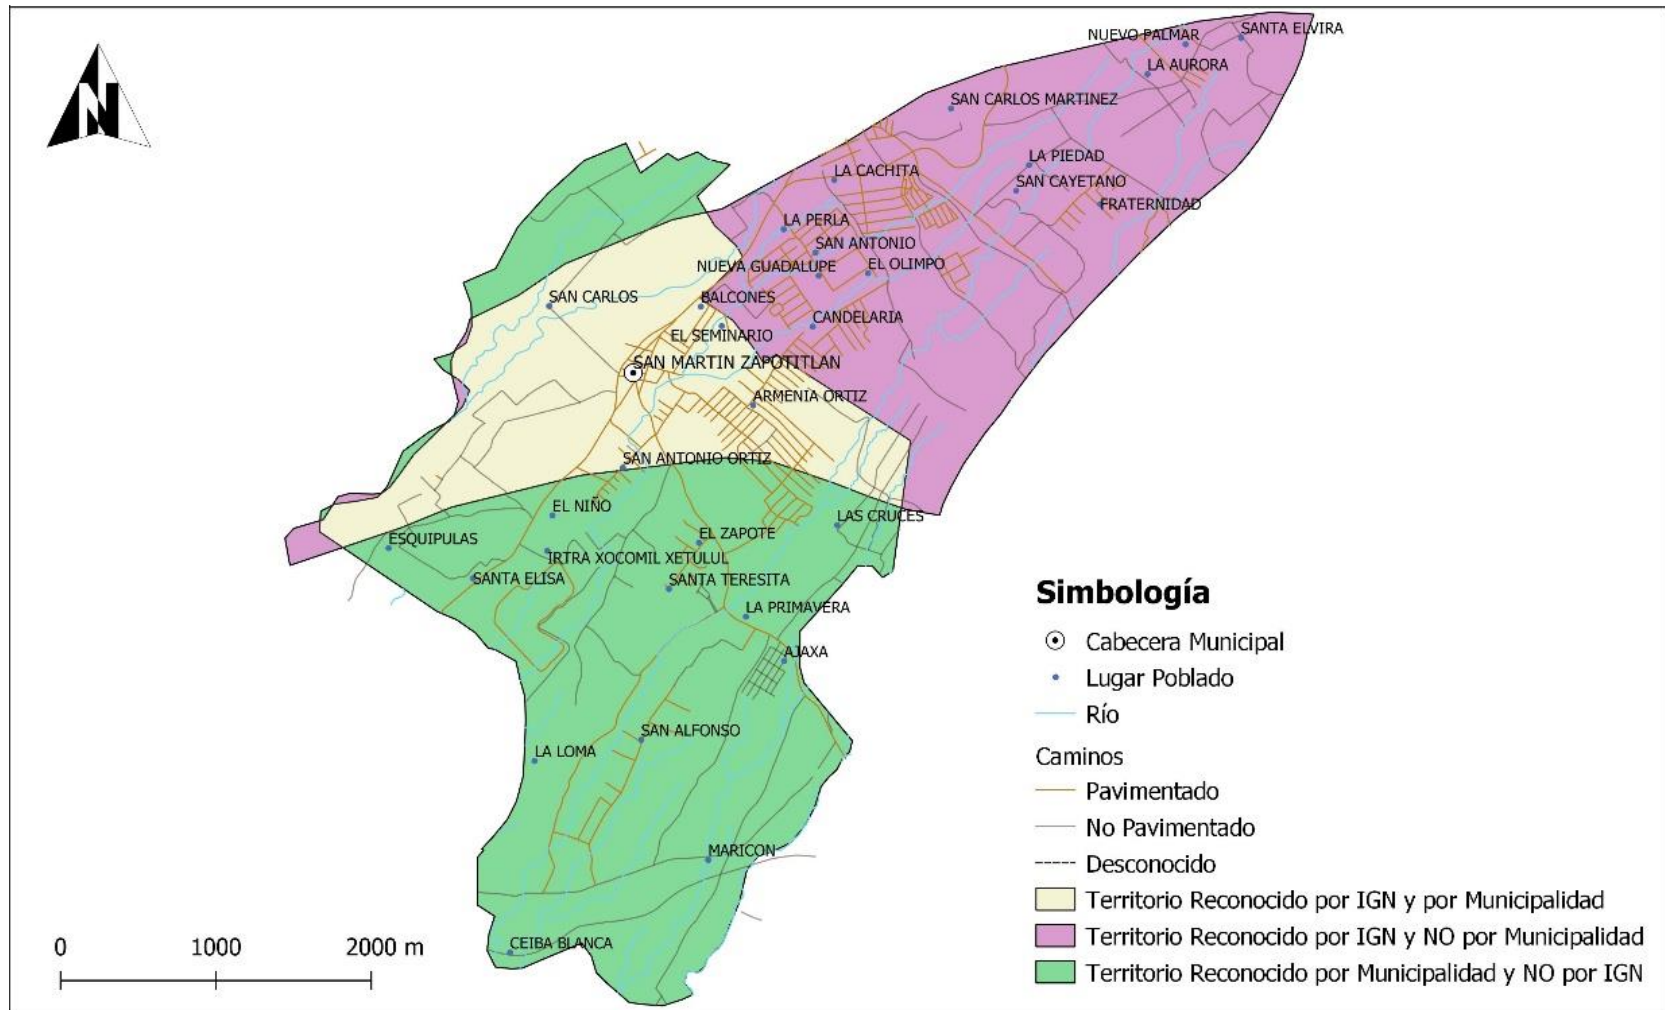 N
NUEVO PALMAR
SANTA ELVIRA
LA AURORA
SAN CARLOS MARTINEZ
LA PIEDAD
LA CACHITA
SAN CAYETANO
FRATERNIDAD
LA PERLA
SAN ANTONIO
NUEVA GUADALUPE
EL OLIMPO
SAN CARLOS
BALCONES
CANDELARIA
EL SEMINARIO
SAN MARTIN ZAPOTITLAN
ARMENIA ORTIZ
SAN ANTONIO ORTIZ
EL NIÑO
LAS CRUCES
EL ZAPOTE
ESQUIPULAS
IRTRA XOCOMIL XETULUL
SANTA ELISA
SANTA TERESITA
LA PRIMAVERA
AJAXA
SAN ALFONSO
LA LOMA
MARICON
CEIBA BLANCA
0 1000 2000 m
Simbología
Cabecera Municipal
Lugar Poblado
Río
Caminos
Pavimentado
No Pavimentado
Desconocido
Territorio Reconocido por IGN y por Municipalidad
Territorio Reconocido por IGN y NO por Municipalidad
Territorio Reconocido por Municipalidad y NO por IGN